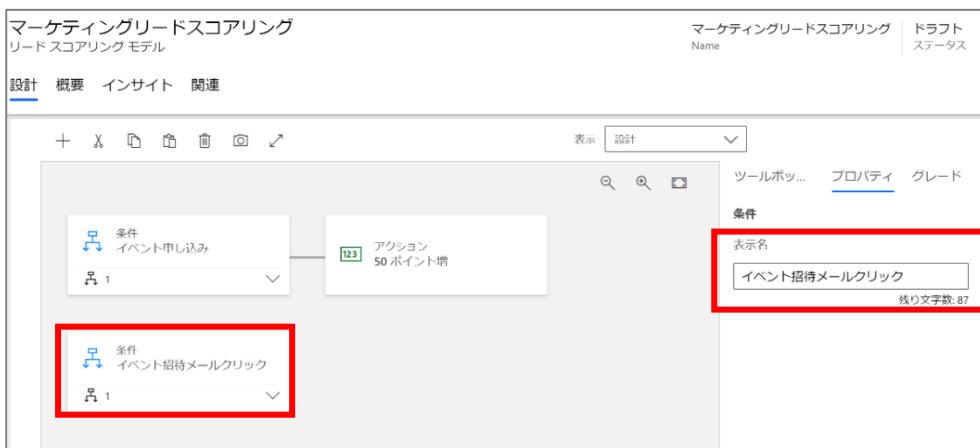 マーケティングリードスコアリング
リード スコアリング モデル
マーケティングリードスコアリング
Name
ドラフト
ステータス
設計 概要 インサイト 関連
表示 設計
ツールボッ... プロパティ グレード
条件
イベント申し込み
1
アクション
50 ポイント増
123
条件
イベント招待メールクリック
1
条件
表示名
イベント招待メールクリック
残り文字数: 87